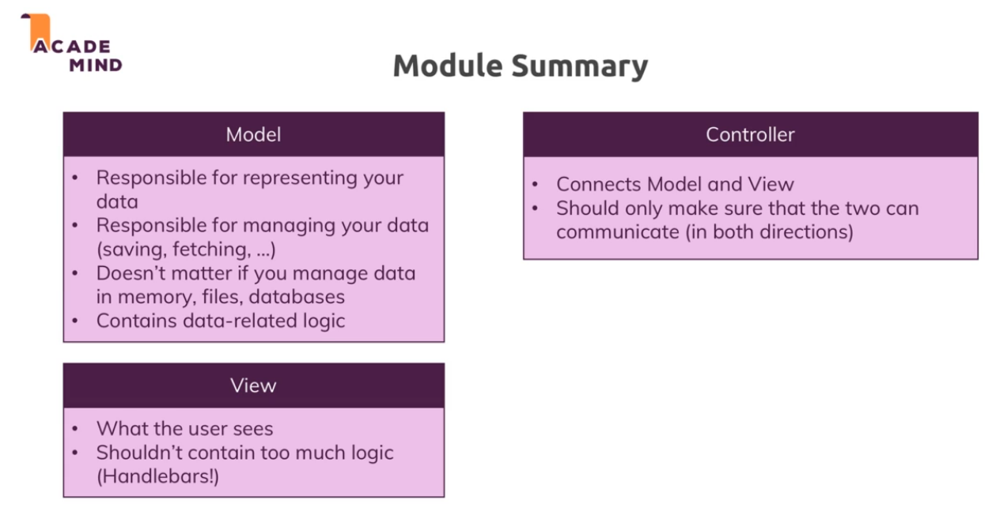 ACADE
MIND
Module Summary
Model
• Responsible for representing your
data
• Responsible for managing your data
(saving, fetching, ...)
• Doesn’t matter if you manage data
in memory, files, databases
• Contains data-related logic
View
• What the user sees
• Shouldn’t contain too much logic
(Handlebars!)
Controller
• Connects Model and View
• Should only make sure that the two can
communicate (in both directions)